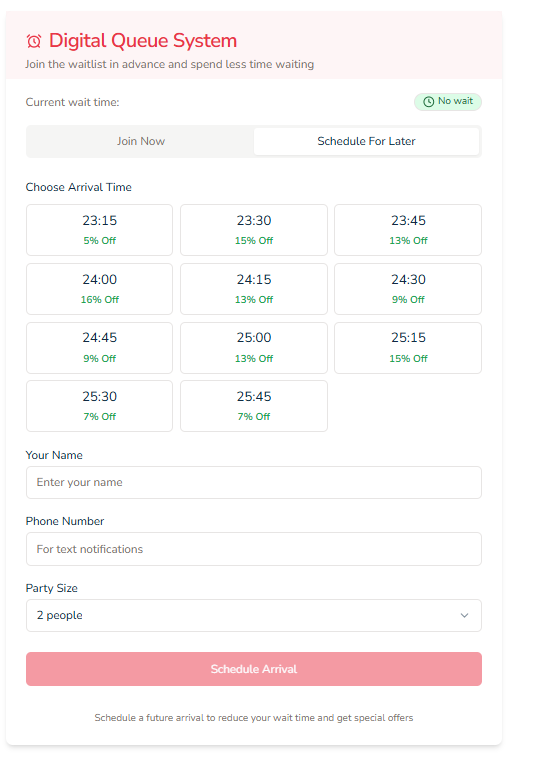 Digital Queue System
Join the waitlist in advance and spend less time waiting
Current wait time:
No wait
Join Now
Schedule For Later
Choose Arrival Time
23:15
5% Off
23:30
15% Off
23:45
13% Off
24:00
16% Off
24:15
13% Off
24:30
9% Off
24:45
9% Off
25:00
13% Off
25:15
15% Off
25:30
7% Off
25:45
7% Off
Your Name
Enter your name
Phone Number
For text notifications
Party Size
2 people
Schedule Arrival
Schedule a future arrival to reduce your wait time and get special offers